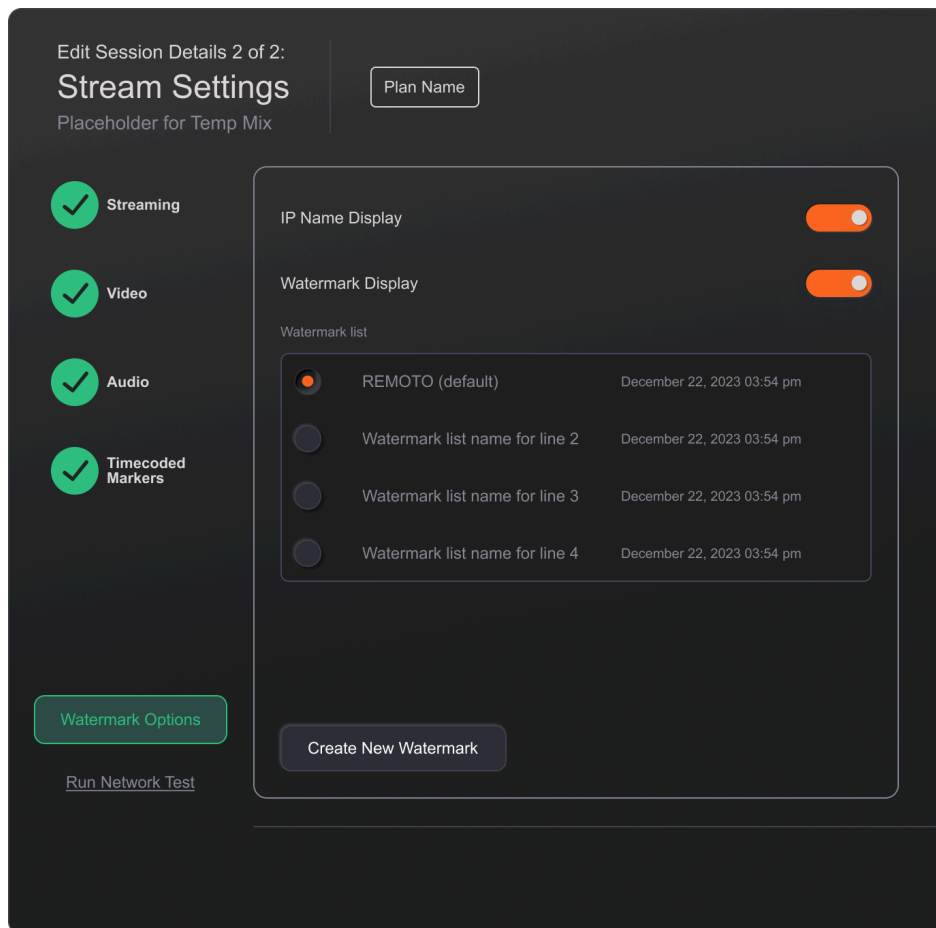 Edit Session Details 2 of 2:
Stream Settings
Placeholder for Temp Mix
Plan Name
Streaming
Video
Audio
Timecoded
Markers
Watermark Options
Run Network Test
IP Name Display
Watermark Display
Watermark list
REMOTO (default) December 22, 2023 03:54 pm
Watermark list name for line 2 December 22, 2023 03:54 pm
Watermark list name for line 3 December 22, 2023 03:54 pm
Watermark list name for line 4 December 22, 2023 03:54 pm
Create New Watermark